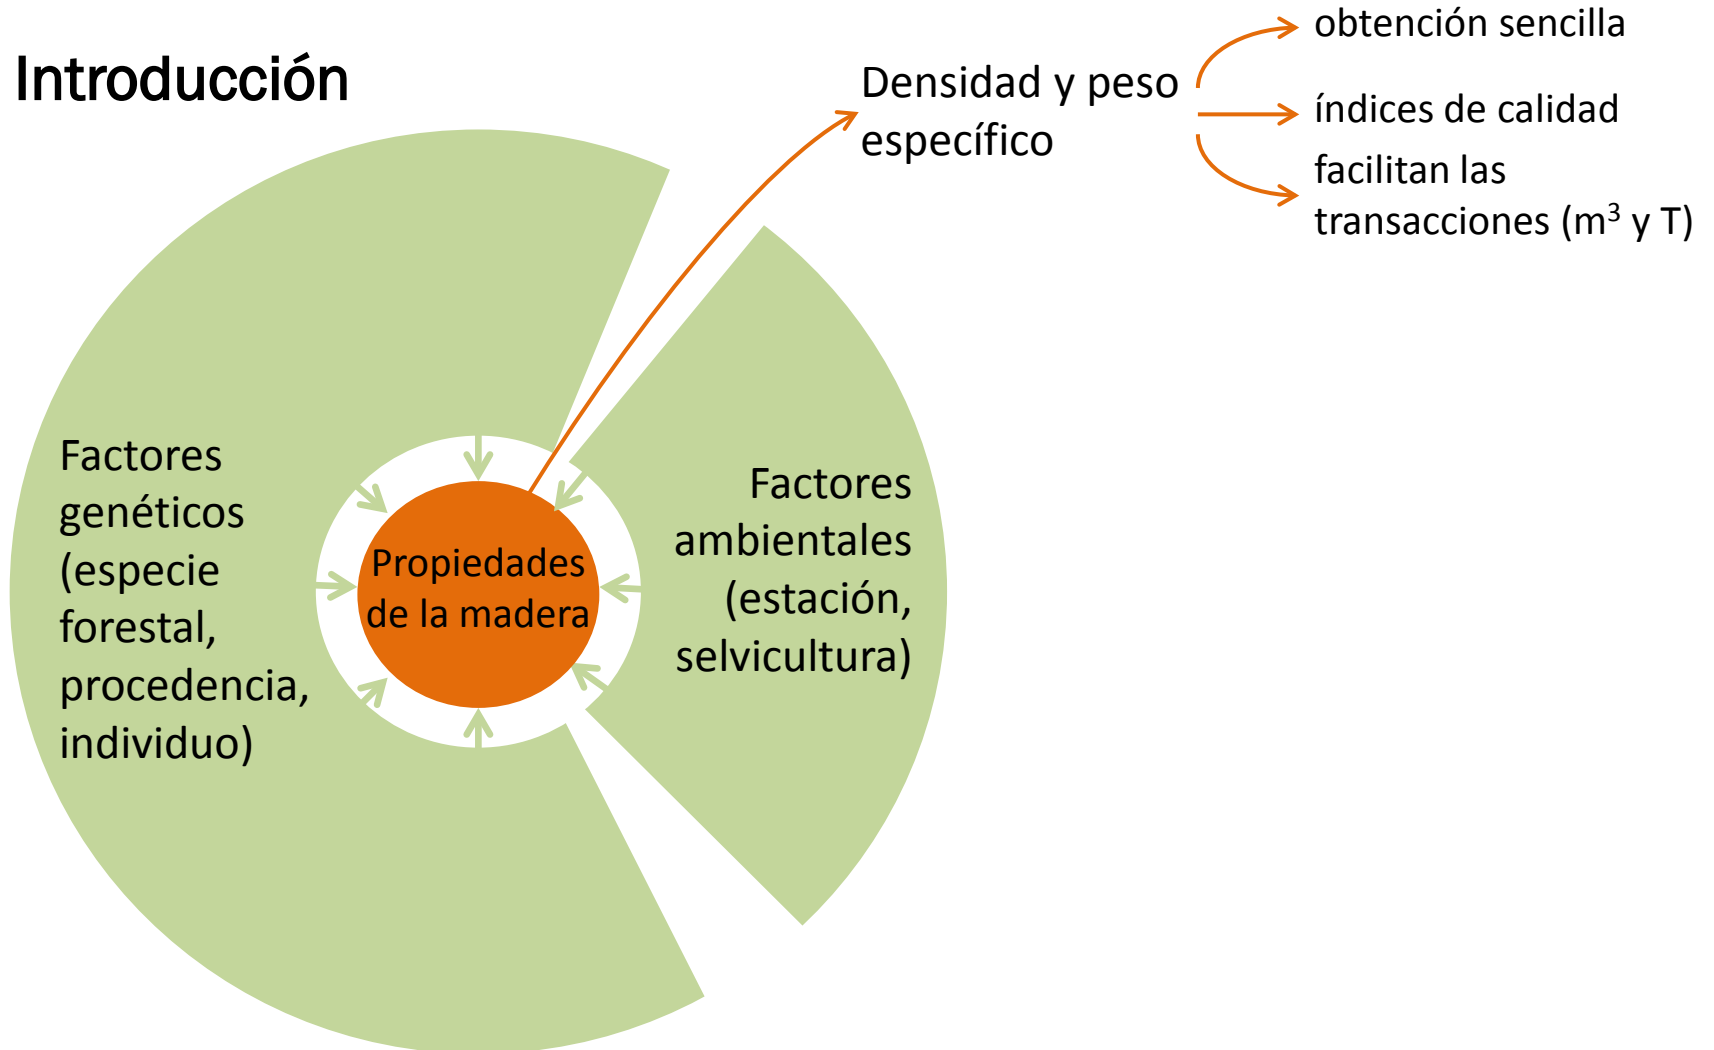 Introducción
Densidad y peso
específico
obtención sencilla
índices de calidad
facilitan las
transacciones (m³ y T)
Factores
genéticos
(especie
forestal,
procedencia,
individuo)
Propiedades
de la madera
Factores
ambientales
(estación,
selvicultura)